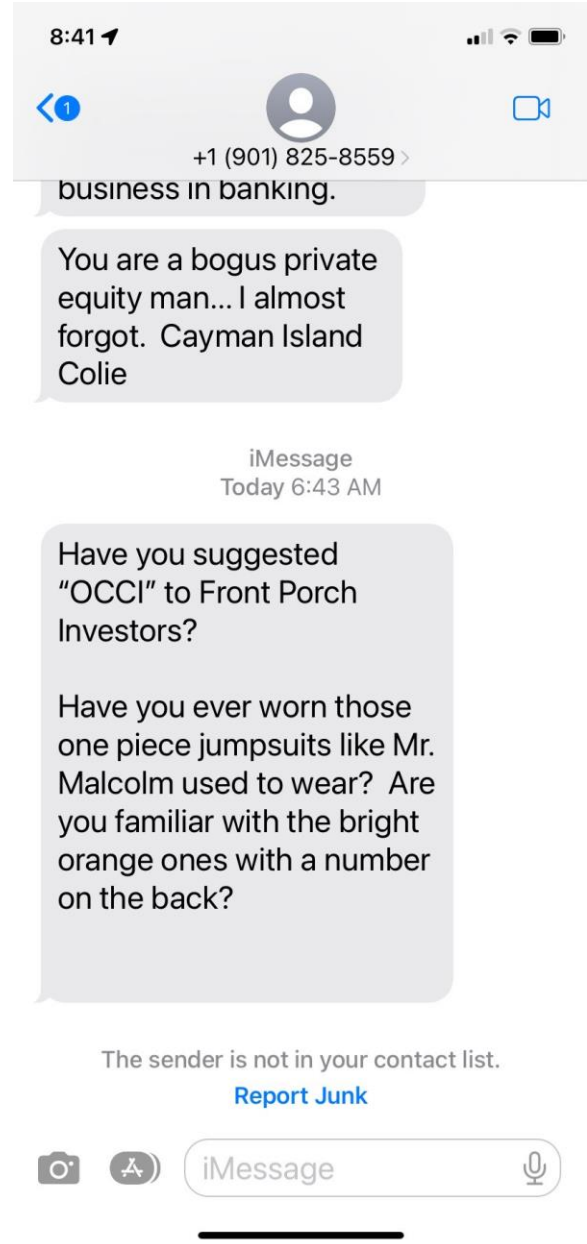 8:41
1
+1 (901) 825-8559
business in banking.
You are a bogus private
equity man... I almost
forgot.  Cayman Island
Colie
iMessage
Today 6:43 AM
Have you suggested
“OCCI” to Front Porch
Investors?
Have you ever worn those
one piece jumpsuits like Mr.
Malcolm used to wear?  Are
you familiar with the bright
orange ones with a number
on the back?
The sender is not in your contact list.
Report Junk
iMessage